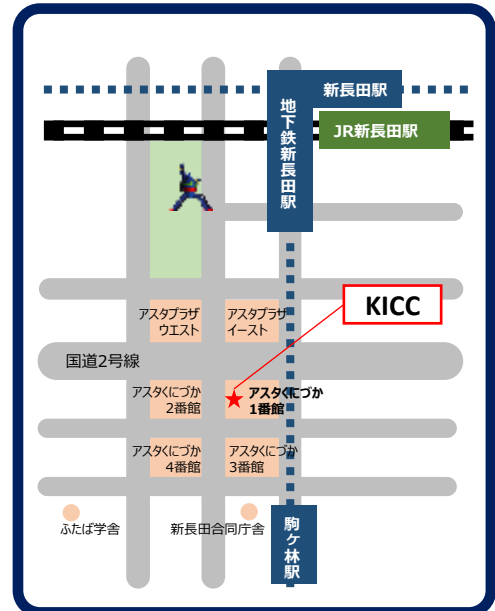 新長田駅
地下鉄新長田駅
JR新長田駅
アスタプラザ
ウエスト
アスタプラザ
イースト
KICC
国道2号線
アスタくにづか
2番館
アスタくにづか
1番館
アスタくにづか
4番館
アスタくにづか
3番館
ふたば学舎
新長田合同庁舎
駒ケ林駅